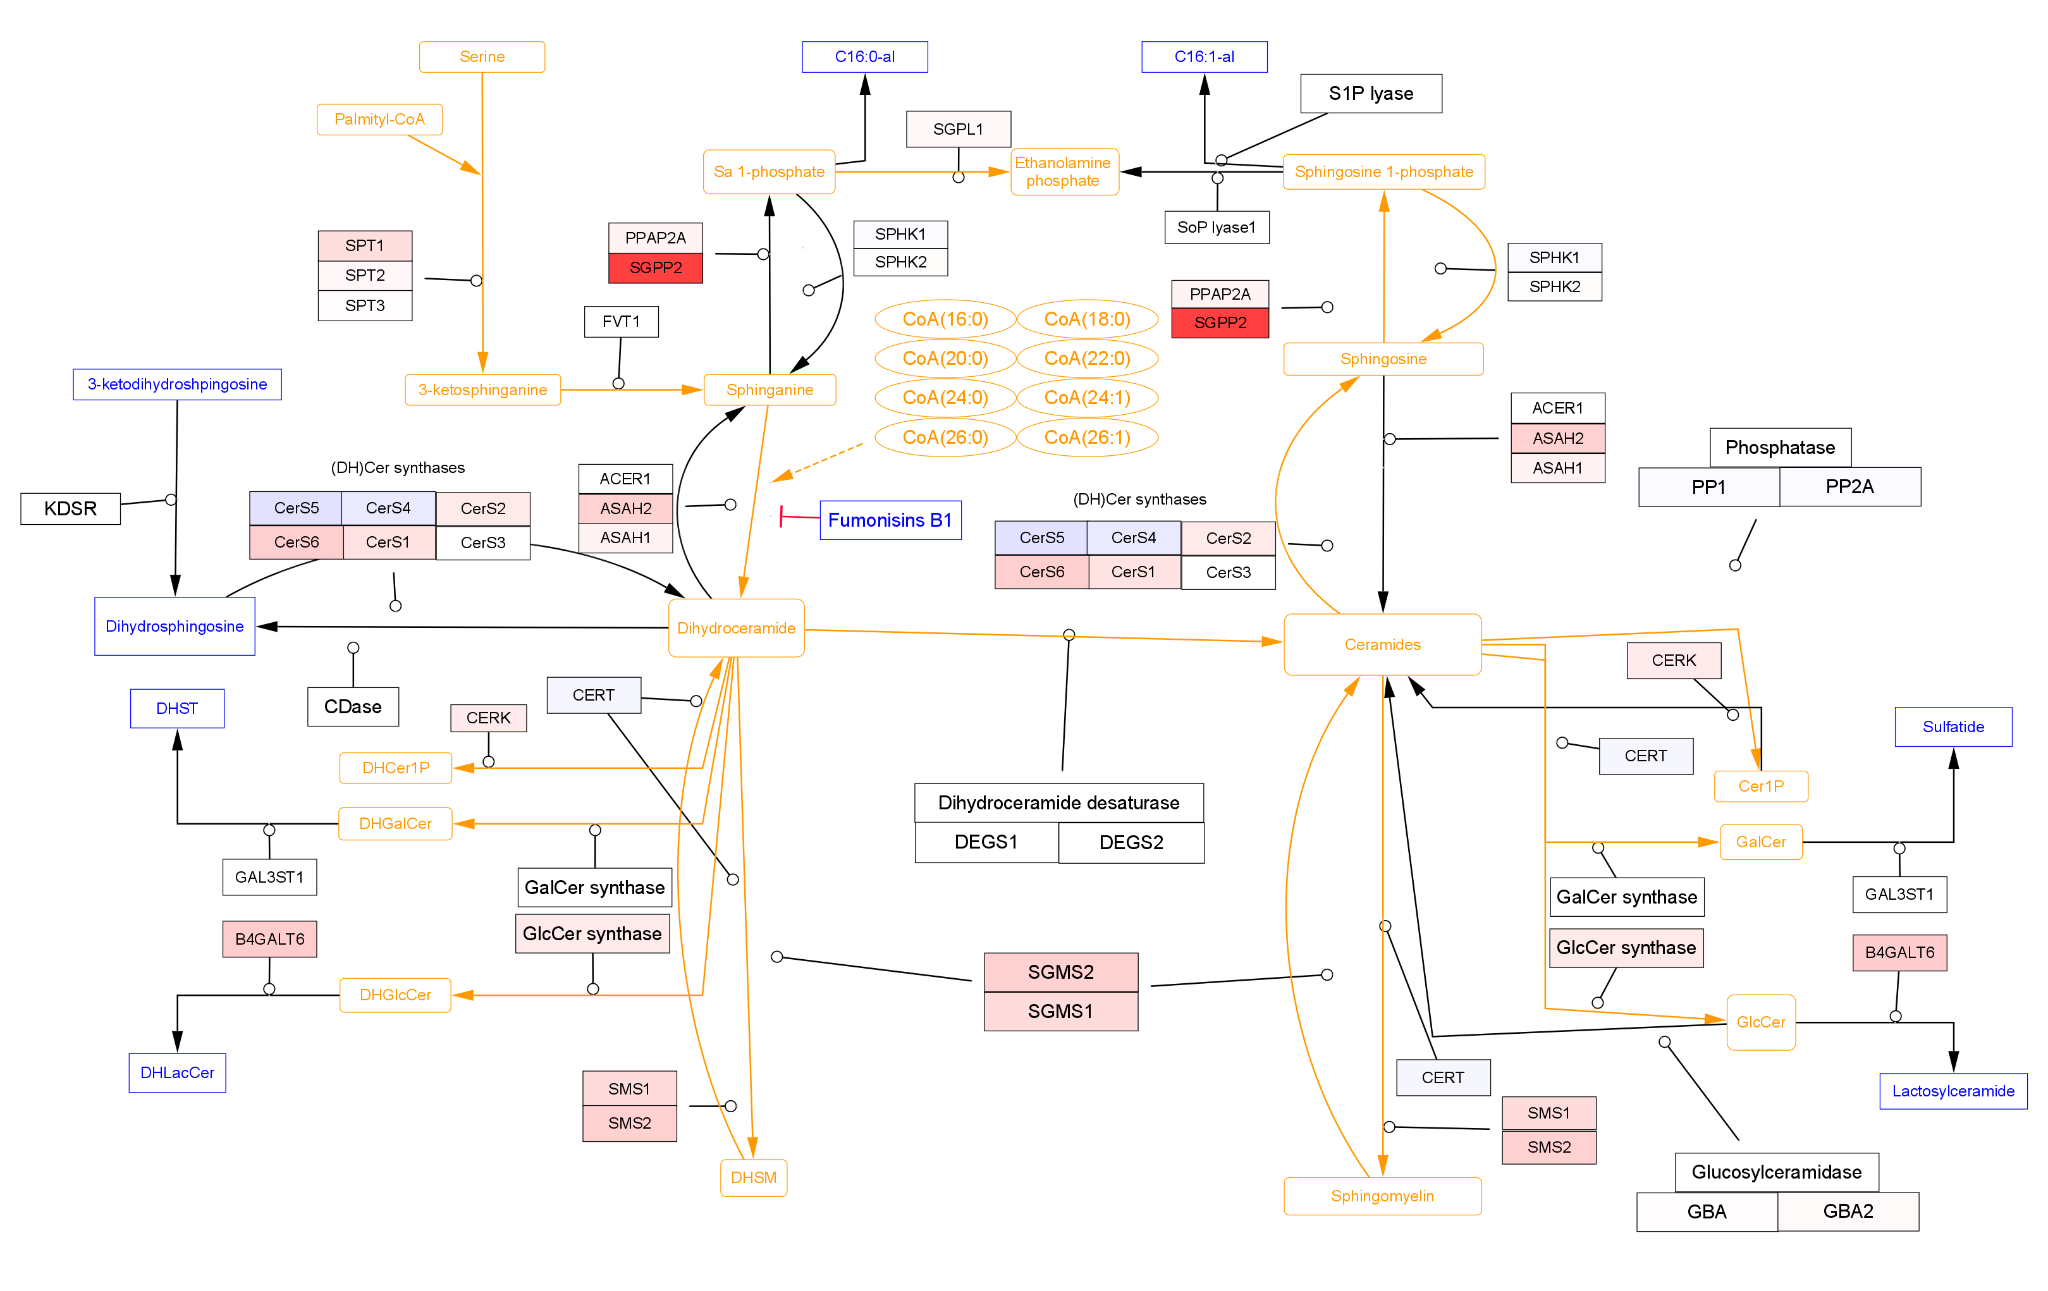 Serine
C16:0-al
C16:1-al
S1P lyase
Palmityl-CoA
SGPL1
Sa 1-phosphate
Ethanolamine
phosphate
Sphingosine 1-phosphate
SoP lyase1
SPT1
SPT2
SPT3
PPAP2A
SGPP2
SPHK1
SPHK2
SPHK1
SPHK2
PPAP2A
SGPP2
FVT1
CoA(16:0)
CoA(18:0)
CoA(20:0)
CoA(22:0)
CoA(24:0)
CoA(24:1)
CoA(26:0)
CoA(26:1)
Sphingosine
3-ketodihydroshpingosine
3-ketosphinganine
Sphinganine
ACER1
ASAH2
ASAH1
Phosphatase
PP1
PP2A
(DH)Cer synthases
CerS5
CerS4
CerS2
CerS6
CerS1
CerS3
KDSR
ACER1
ASAH2
ASAH1
Fumonisins B1
(DH)Cer synthases
CerS5
CerS4
CerS2
CerS6
CerS1
CerS3
Dihydrosphingosine
Dihydroceramide
Ceramides
CERK
CDase
CERT
DHST
CERK
Sulfatide
CERT
DHCer1P
Cer1P
Dihydroceramide desaturase
DEGS1
DEGS2
DHGalCer
GalCer
GAL3ST1
GalCer synthase
GalCer synthase
GAL3ST1
B4GALT6
GlcCer synthase
GlcCer synthase
B4GALT6
SGMS2
SGMS1
DHGlcCer
GlcCer
DHLacCer
CERT
Lactosylceramide
SMS1
SMS2
SMS1
SMS2
DHSM
Sphingomyelin
Glucosylceramidase
GBA
GBA2